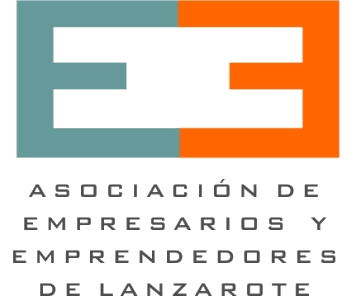 ASOCIACIÓN DE
EMPRESARIOS Y
EMPRENDEDORES
DE LANZAROTE